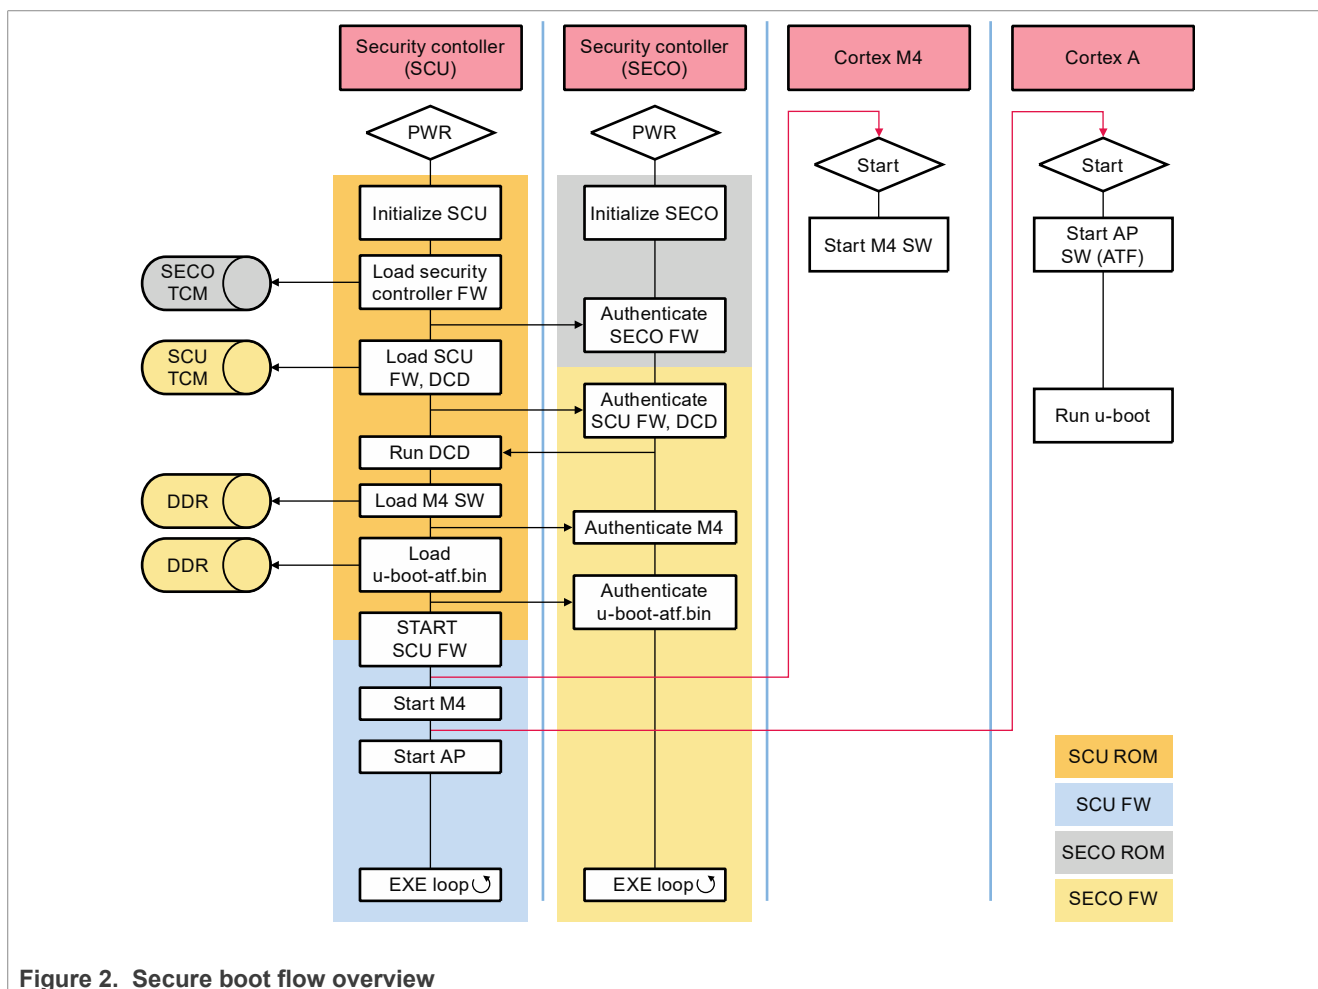 Security contoller
(SCU)
Security contoller
(SECO)
Cortex M4
Cortex A
PWR
PWR
Start
Start
Initialize SCU
Initialize SECO
Start M4 SW
Start AP
SW (ATF)
SECO
TCM
Load security
controller FW
Authenticate
SECO FW
SCU
TCM
Load SCU
FW, DCD
Authenticate
SCU FW, DCD
Run u-boot
Run DCD
DDR
Load M4 SW
Authenticate M4
DDR
Load
u-boot-atf.bin
Authenticate
u-boot-atf.bin
START
SCU FW
Start M4
Start AP
SCU ROM
SCU FW
SECO ROM
SECO FW
EXE loop
EXE loop
Figure 2. Secure boot flow overview